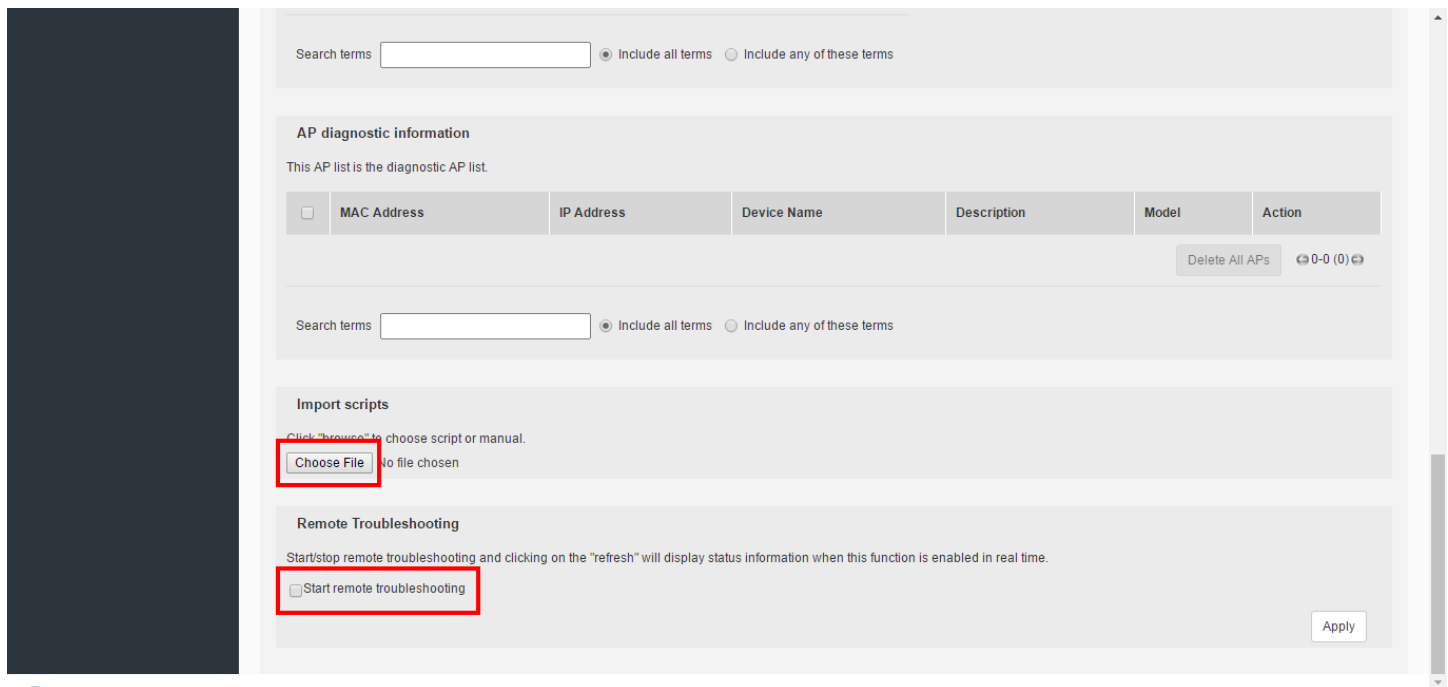 Search terms Include all terms Include any of these terms
AP diagnostic information
This AP list is the diagnostic AP list.
MAC Address IP Address Device Name Description Model Action
Delete All APs 0-0 (0)
Search terms Include all terms Include any of these terms
Import scripts
Click "browse" to choose script or manual.
Choose File No file chosen
Remote Troubleshooting
Start/stop remote troubleshooting and clicking on the "refresh" will display status information when this function is enabled in real time.
Start remote troubleshooting
Apply